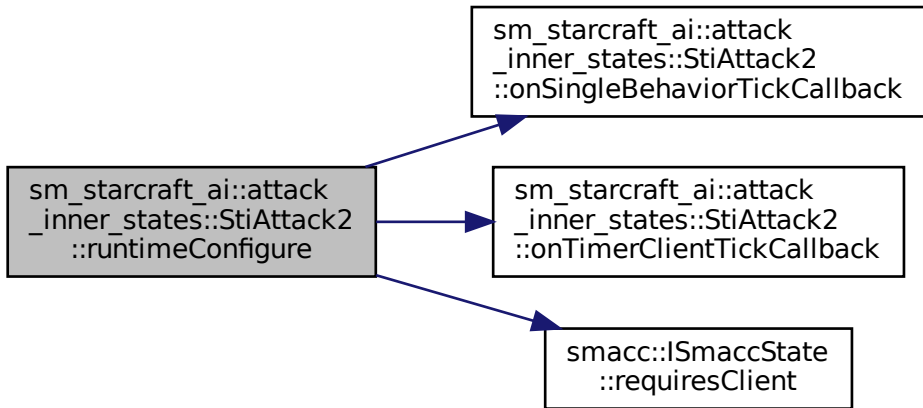 sm_starcraft_ai::attack
_inner_states::StiAttack2
::runtimeConfigure
sm_starcraft_ai::attack
_inner_states::StiAttack2
::onSingleBehaviorTickCallback
sm_starcraft_ai::attack
_inner_states::StiAttack2
::onTimerClientTickCallback
smacc::ISmaccState
::requiresClient